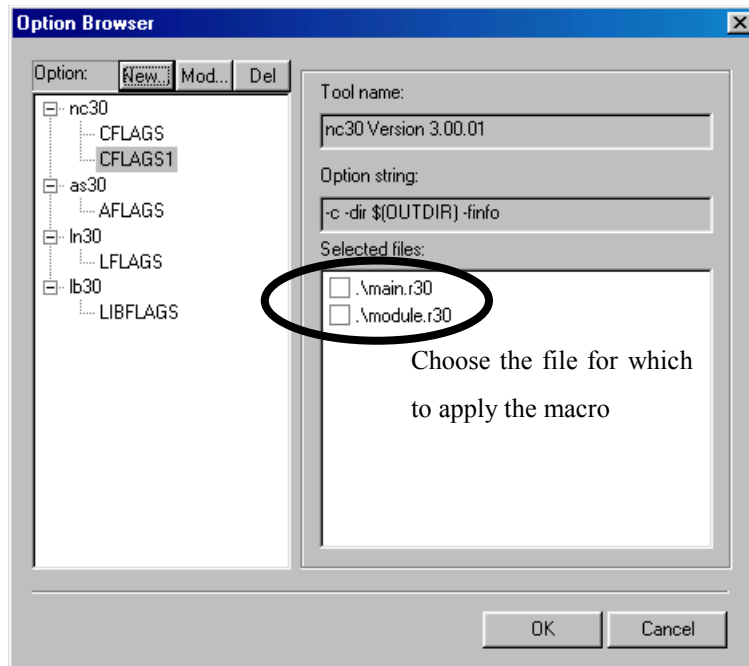 Option Browser
Option:
New...
Mod...
Del
nc30
CFLAGS
CFLAGS1
as30
AFLAGS
ln30
LFLAGS
lb30
LIBFLAGS
Tool name:
nc30 Version 3.00.01
Option string:
-c -dir $(OUTDIR) -finfo
Selected files:
.\main.r30
.\module.r30
Choose the file for which
to apply the macro
OK
Cancel